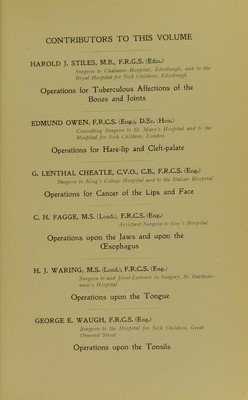 CONTRIBUTORS TO THIS VOLUME
HAROLD J. STILES, M.B., F.R.C.S. (Edin.)
Surgeon to Chalmers Hospital, Edinburgh, and to the
Royal Hospital for Sick Children, Edinburgh
Operations for Tuberculous Affections of the
Bones and Joints
EDMUND OWEN, F.R.C.S. (Eng.), D.Sc. (Hon.)
Consulting Surgeon to St. Mary's Hospital and to the
Hospital for Sick Children, London
Operations for Hare-lip and Cleft-palate
G. LENTHAL CHEATLE, C.V.O., C.B., F.R.C.S. (Eng.)
Surgeon to King's College Hospital and to the Italian Hospital
Operations for Cancer of the Lips and Face
C. H. FAGGE, M.S. (Lond.), F.R.C.S. (Eng.)
Assistant Surgeon to Guy's Hospital
Operations upon the Jaws and upon the
Œsophagus
H. J. WARING, M.S. (Lond.), F.R.C.S. (Eng.)
Surgeon to and Joint-Lecturer in Surgery, St. Bartholo-
mew's Hospital
Operations upon the Tongue
GEORGE E. WAUGH, F.R.C.S. (Eng.)
Surgeon to the Hospital for Sick Children, Great
Ormond Street
Operations upon the Tonsils